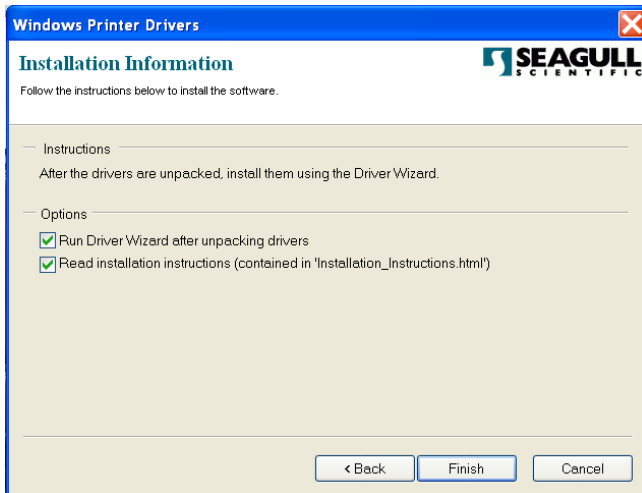 Windows Printer Drivers
Installation Information
Follow the instructions below to install the software.
SEAGULL
SCIENTIFIC
Instructions
After the drivers are unpacked, install them using the Driver Wizard.
Options
Run Driver Wizard after unpacking drivers
Read installation instructions (contained in 'Installation_Instructions.html')
< Back
Finish
Cancel